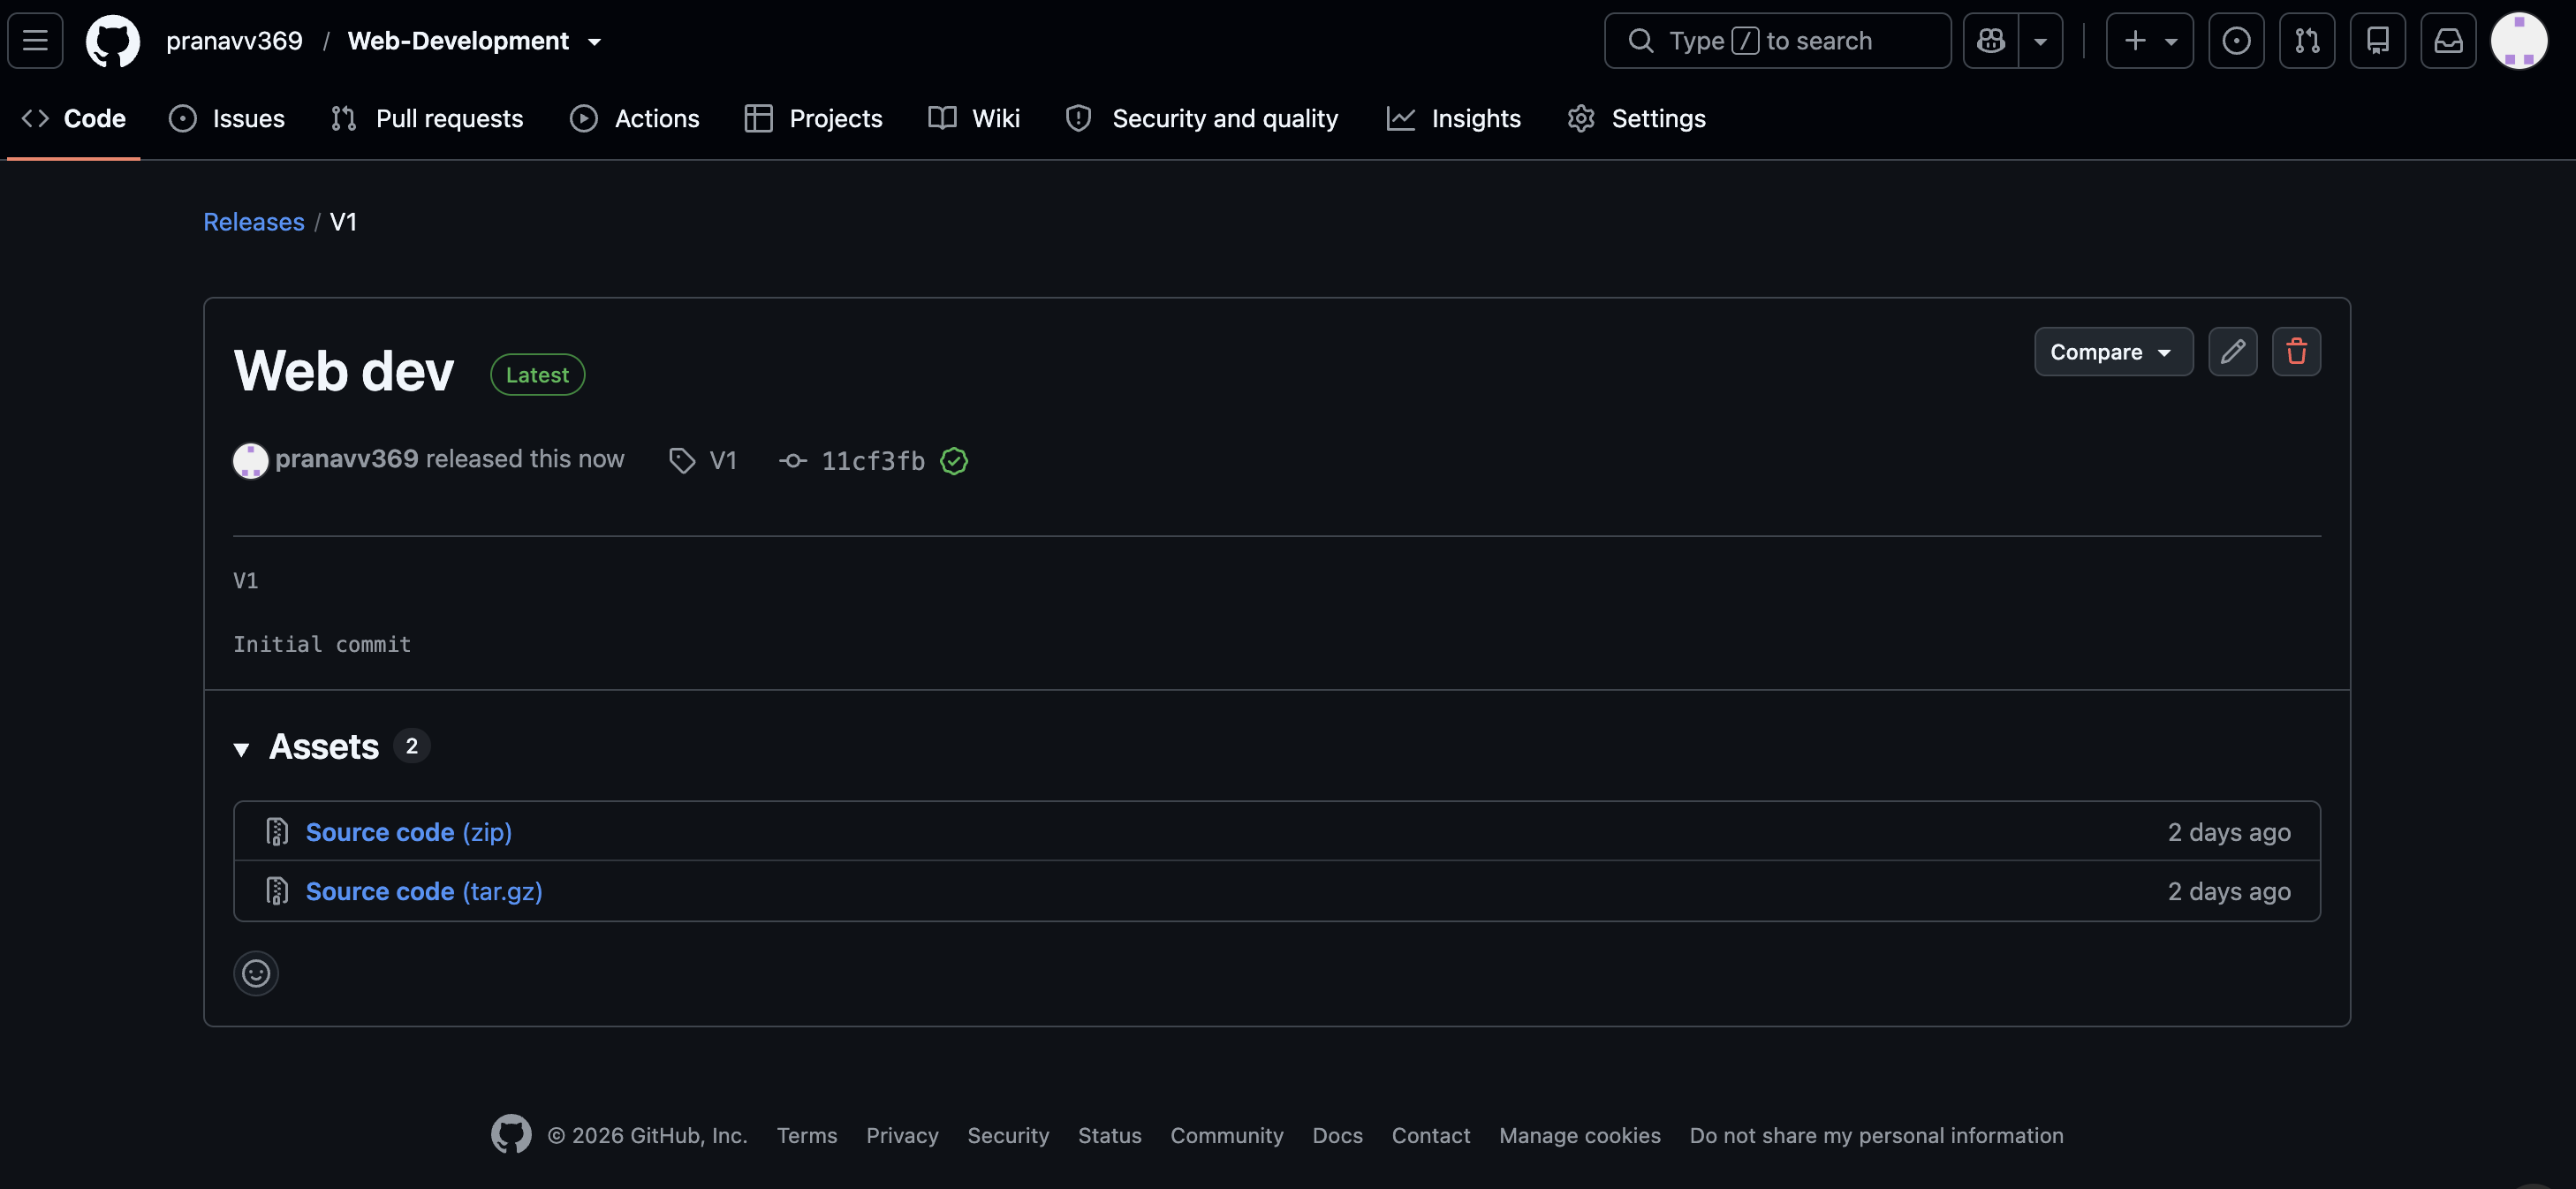 pranavv369 / Web-Development
Type / to search
Code Issues Pull requests Actions Projects Wiki Security and quality Insights Settings
Releases / V1
Web dev Latest
Compare
pranavv369 released this now V1 11cf3fb
V1
Initial commit
Assets 2
Source code (zip) 2 days ago
Source code (tar.gz) 2 days ago
© 2026 GitHub, Inc. Terms Privacy Security Status Community Docs Contact Manage cookies Do not share my personal information